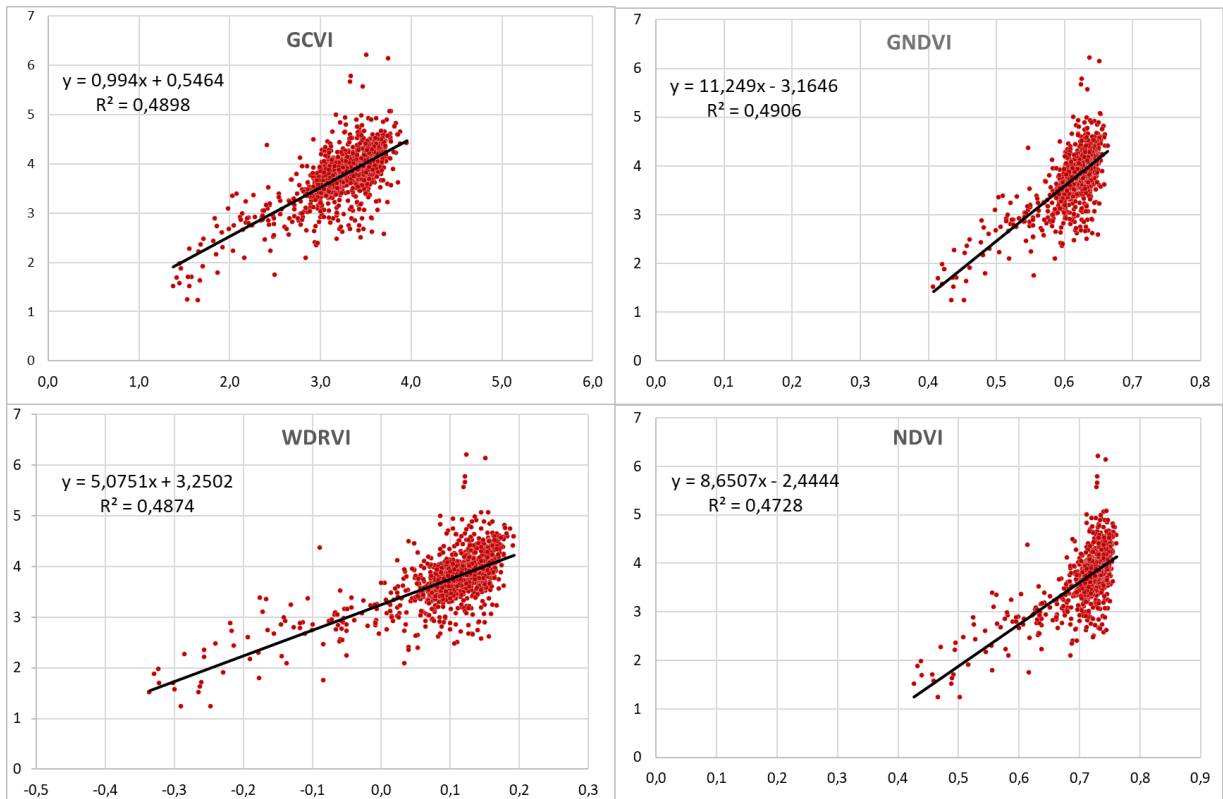 GCVI
y = 0,994x + 0,5464
R² = 0,4898
7
6
5
4
3
2
1
0
0,0 1,0 2,0 3,0 4,0 5,0 6,0
GNDVI
y = 11,249x - 3,1646
R² = 0,4906
7
6
5
4
3
2
1
0
0,0 0,1 0,2 0,3 0,4 0,5 0,6 0,7 0,8
WDRVI
y = 5,0751x + 3,2502
R² = 0,4874
7
6
5
4
3
2
1
0
-0,5 -0,4 -0,3 -0,2 -0,1 0,0 0,1 0,2 0,3
NDVI
y = 8,6507x - 2,4444
R² = 0,4728
7
6
5
4
3
2
1
0
0,0 0,1 0,2 0,3 0,4 0,5 0,6 0,7 0,8 0,9